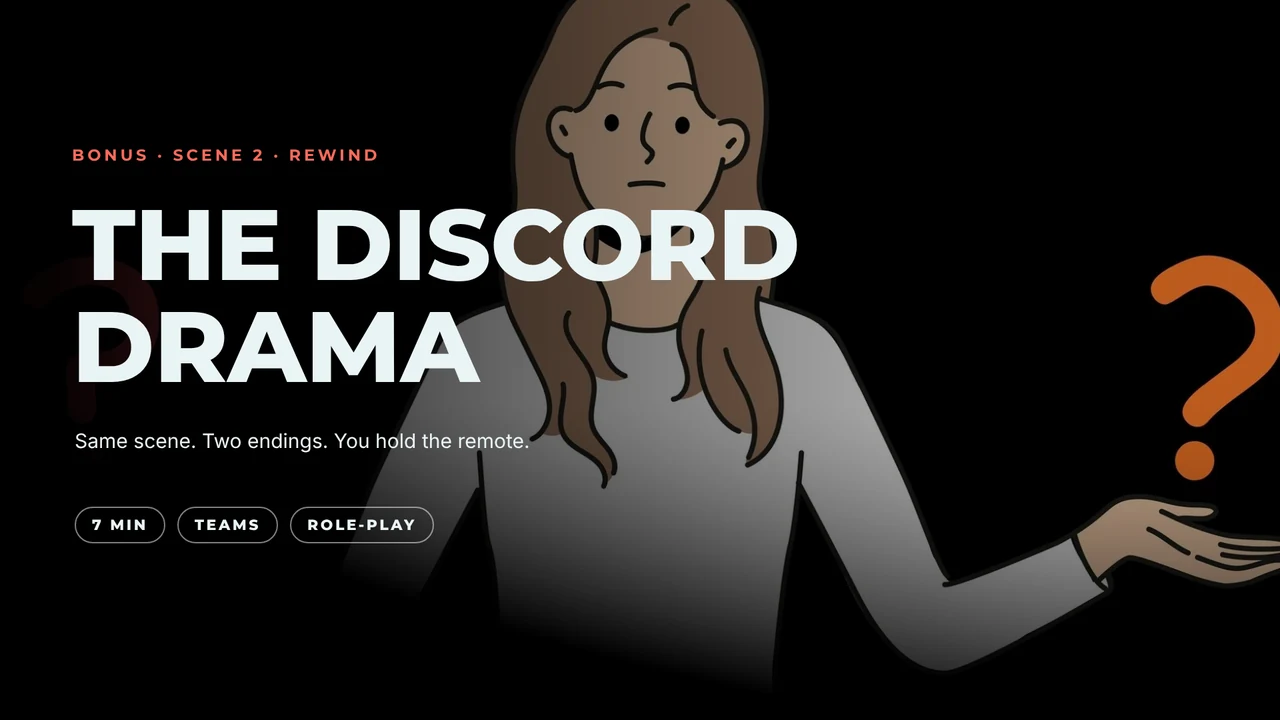 BONUS · SCENE 2 · REWIND
THE DISCORD
DRAMA
Same scene. Two endings. You hold the remote.
7 MIN
TEAMS
ROLE-PLAY
?
?